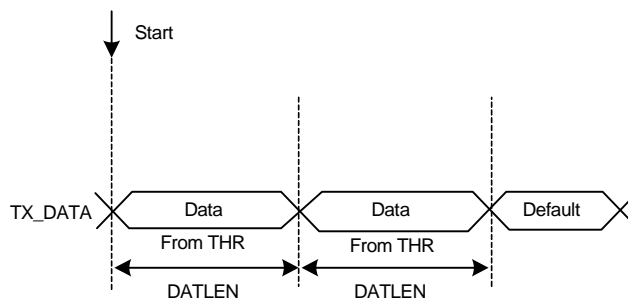 Start
TX_DATA Data Data Default
From THR From THR
DATLEN DATLEN